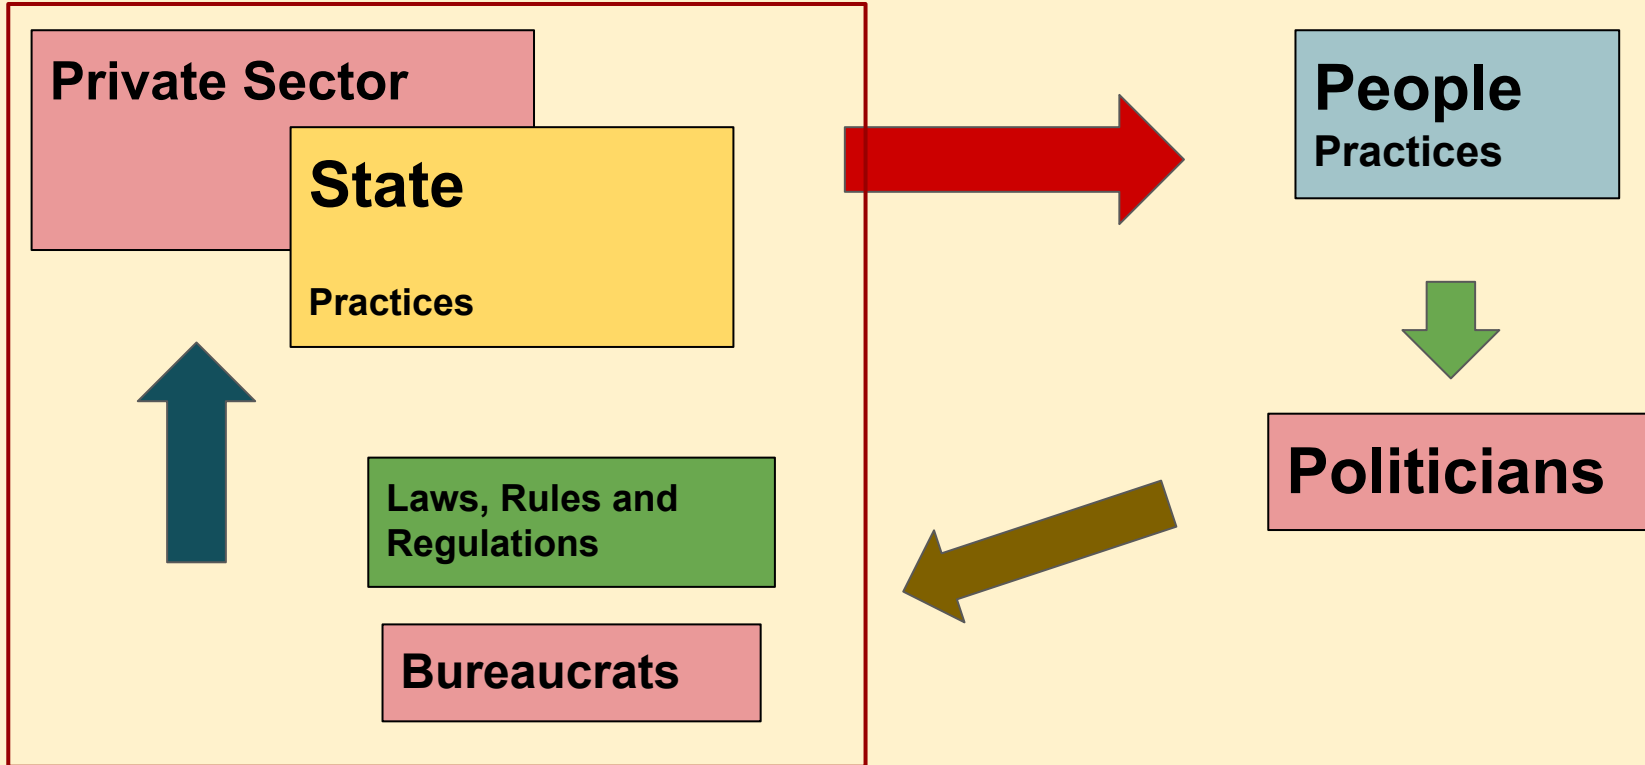 Private Sector
State
Practices
People
Practices
Politicians
Laws, Rules and
Regulations
Bureaucrats